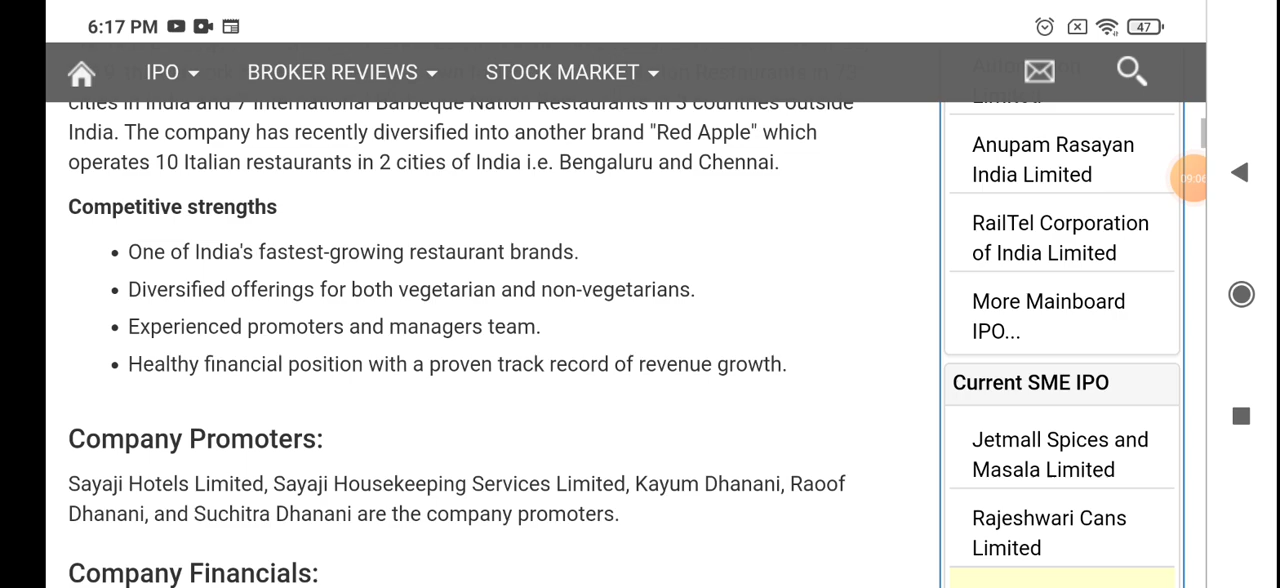 6:17 PM
47
IPO
BROKER REVIEWS
STOCK MARKET
cities in India and 7 International Barbeque Nation Restaurants in 3 countries outside
India. The company has recently diversified into another brand "Red Apple" which
operates 10 Italian restaurants in 2 cities of India i.e. Bengaluru and Chennai.
Competitive strengths
• One of India's fastest-growing restaurant brands.
• Diversified offerings for both vegetarian and non-vegetarians.
• Experienced promoters and managers team.
• Healthy financial position with a proven track record of revenue growth.
Company Promoters:
Sayaji Hotels Limited, Sayaji Housekeeping Services Limited, Kayum Dhanani, Raoof
Dhanani, and Suchitra Dhanani are the company promoters.
Company Financials:
Limited
Anupam Rasayan
India Limited
09:06
RailTel Corporation
of India Limited
More Mainboard
IPO...
Current SME IPO
Jetmall Spices and
Masala Limited
Rajeshwari Cans
Limited